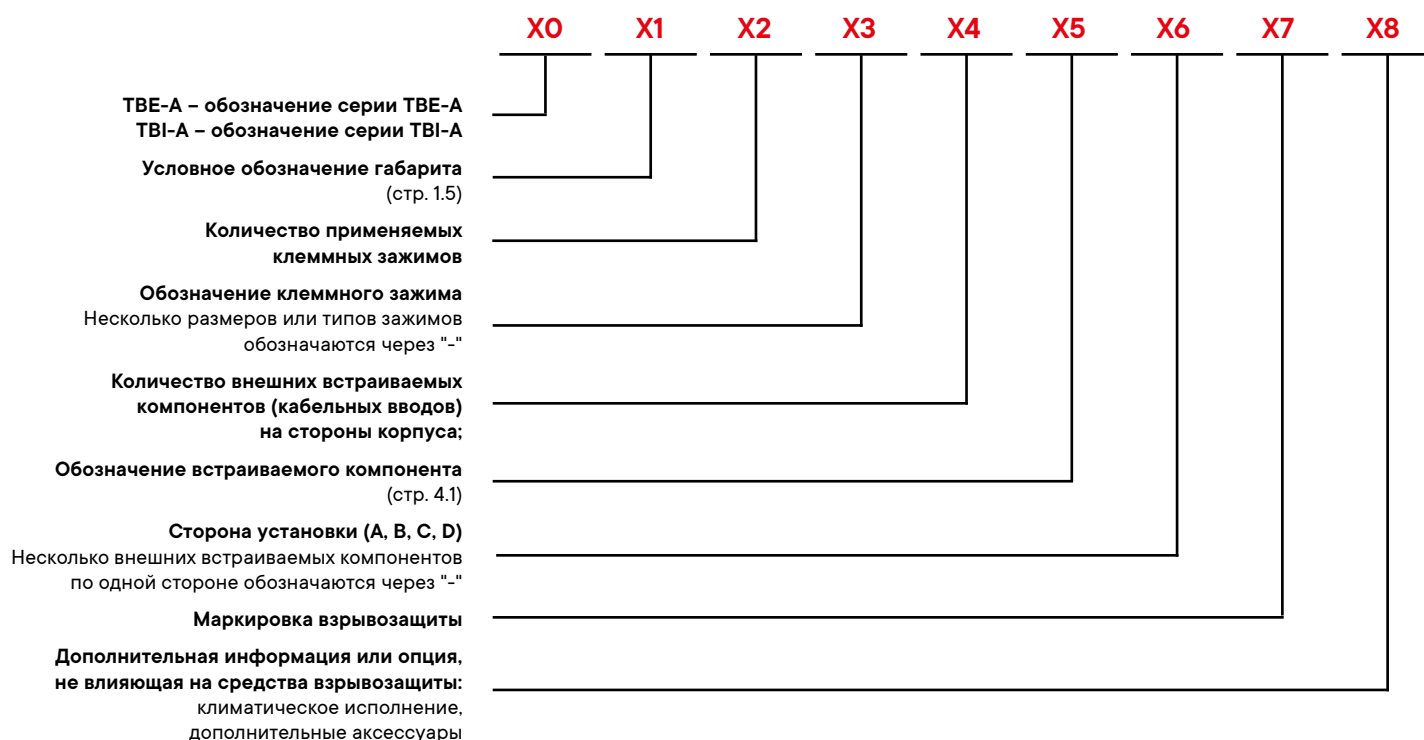 X0 X1 X2 X3 X4 X5 X6 X7 X8
TBE-A – обозначение серии TBE-A
TBI-A – обозначение серии TBI-A
Условное обозначение габарита
(стр. 1.5)
Количество применяемых
клеммных зажимов
Обозначение клеммного зажима
Несколько размеров или типов зажимов
обозначаются через "-"
Количество внешних встраиваемых
компонентов (кабельных вводов)
на стороны корпуса;
Обозначение встраиваемого компонента
(стр. 4.1)
Сторона установки (A, B, C, D)
Несколько внешних встраиваемых компонентов
по одной стороне обозначаются через "-"
Маркировка взрывозащиты
Дополнительная информация или опция,
не влияющая на средства взрывозащиты:
климатическое исполнение,
дополнительные аксессуары